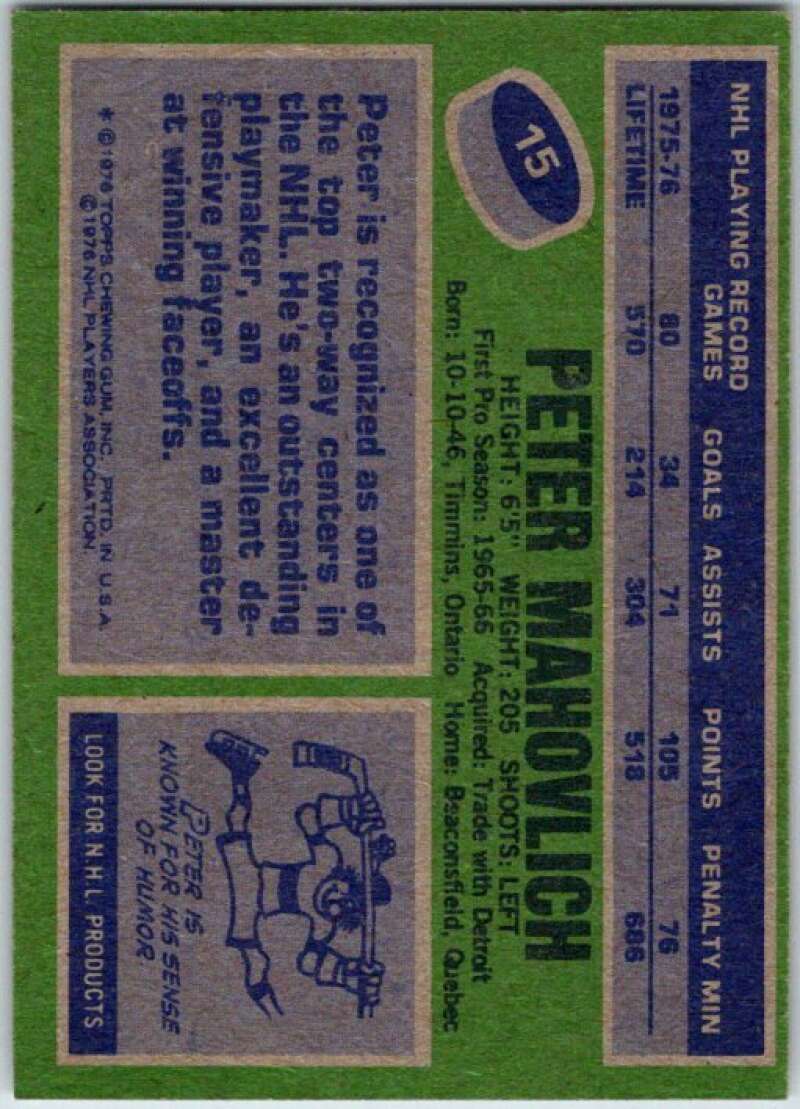 NHL PLAYING RECORD
GAMES GOALS ASSISTS POINTS PENALTY MIN
1975-76 80 34 71 105 76
LIFETIME 570 214 304 518 686
15
PETER MAHOVLICH
HEIGHT: 6'5" WEIGHT: 205 SHOOTS: LEFT
First Pro Season: 1965-66 Acquired: Trade with Detroit
Born: 10-10-46, Timmins, Ontario Home: Beaconsfield, Quebec
Peter is recognized as one of
the top two-way centers in
the NHL. He's an outstanding
playmaker, an excellent de-
fensive player, and a master
at winning faceoffs.
* © 1976 TOPPS CHEWING GUM, INC. PRTD. IN U.S.A.
© 1976 NHL PLAYERS ASSOCIATION
PETER IS
KNOWN FOR HIS SENSE
OF HUMOR.
LOOK FOR N.H.L. PRODUCTS